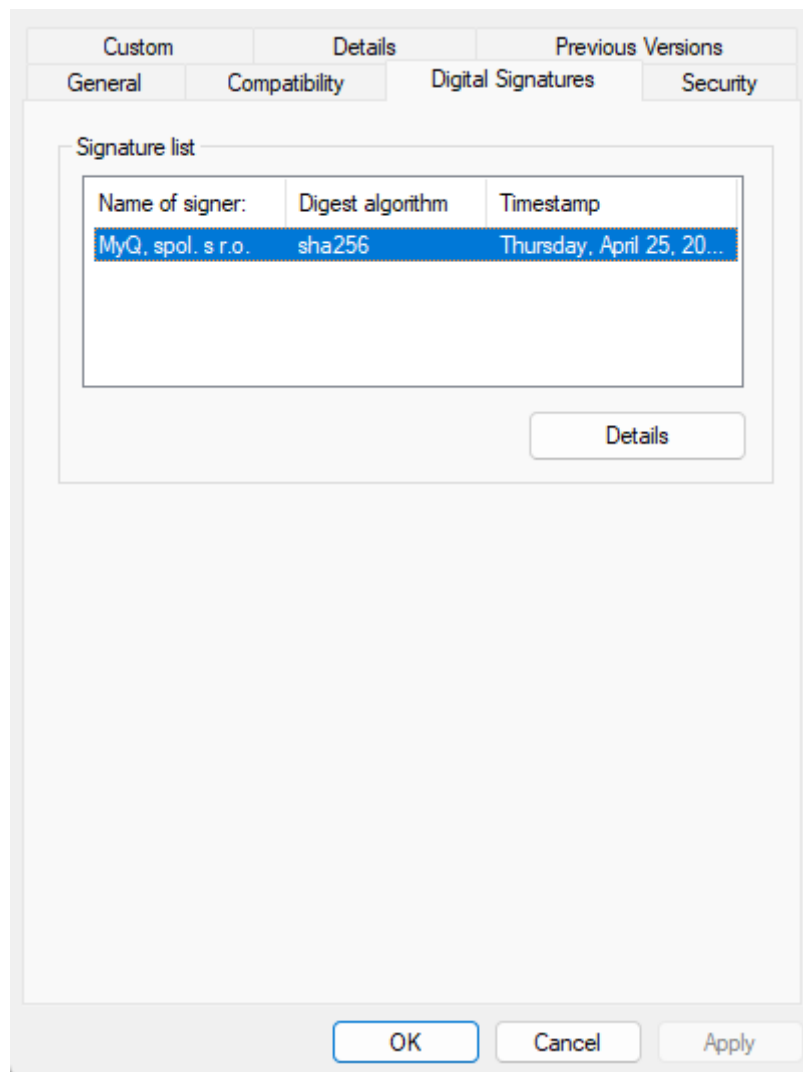 Custom Details Previous Versions
General Compatibility Digital Signatures Security
Signature list
Name of signer: Digest algorithm Timestamp
MyQ, spol. s r.o. sha256 Thursday, April 25, 20...
Details
OK Cancel Apply